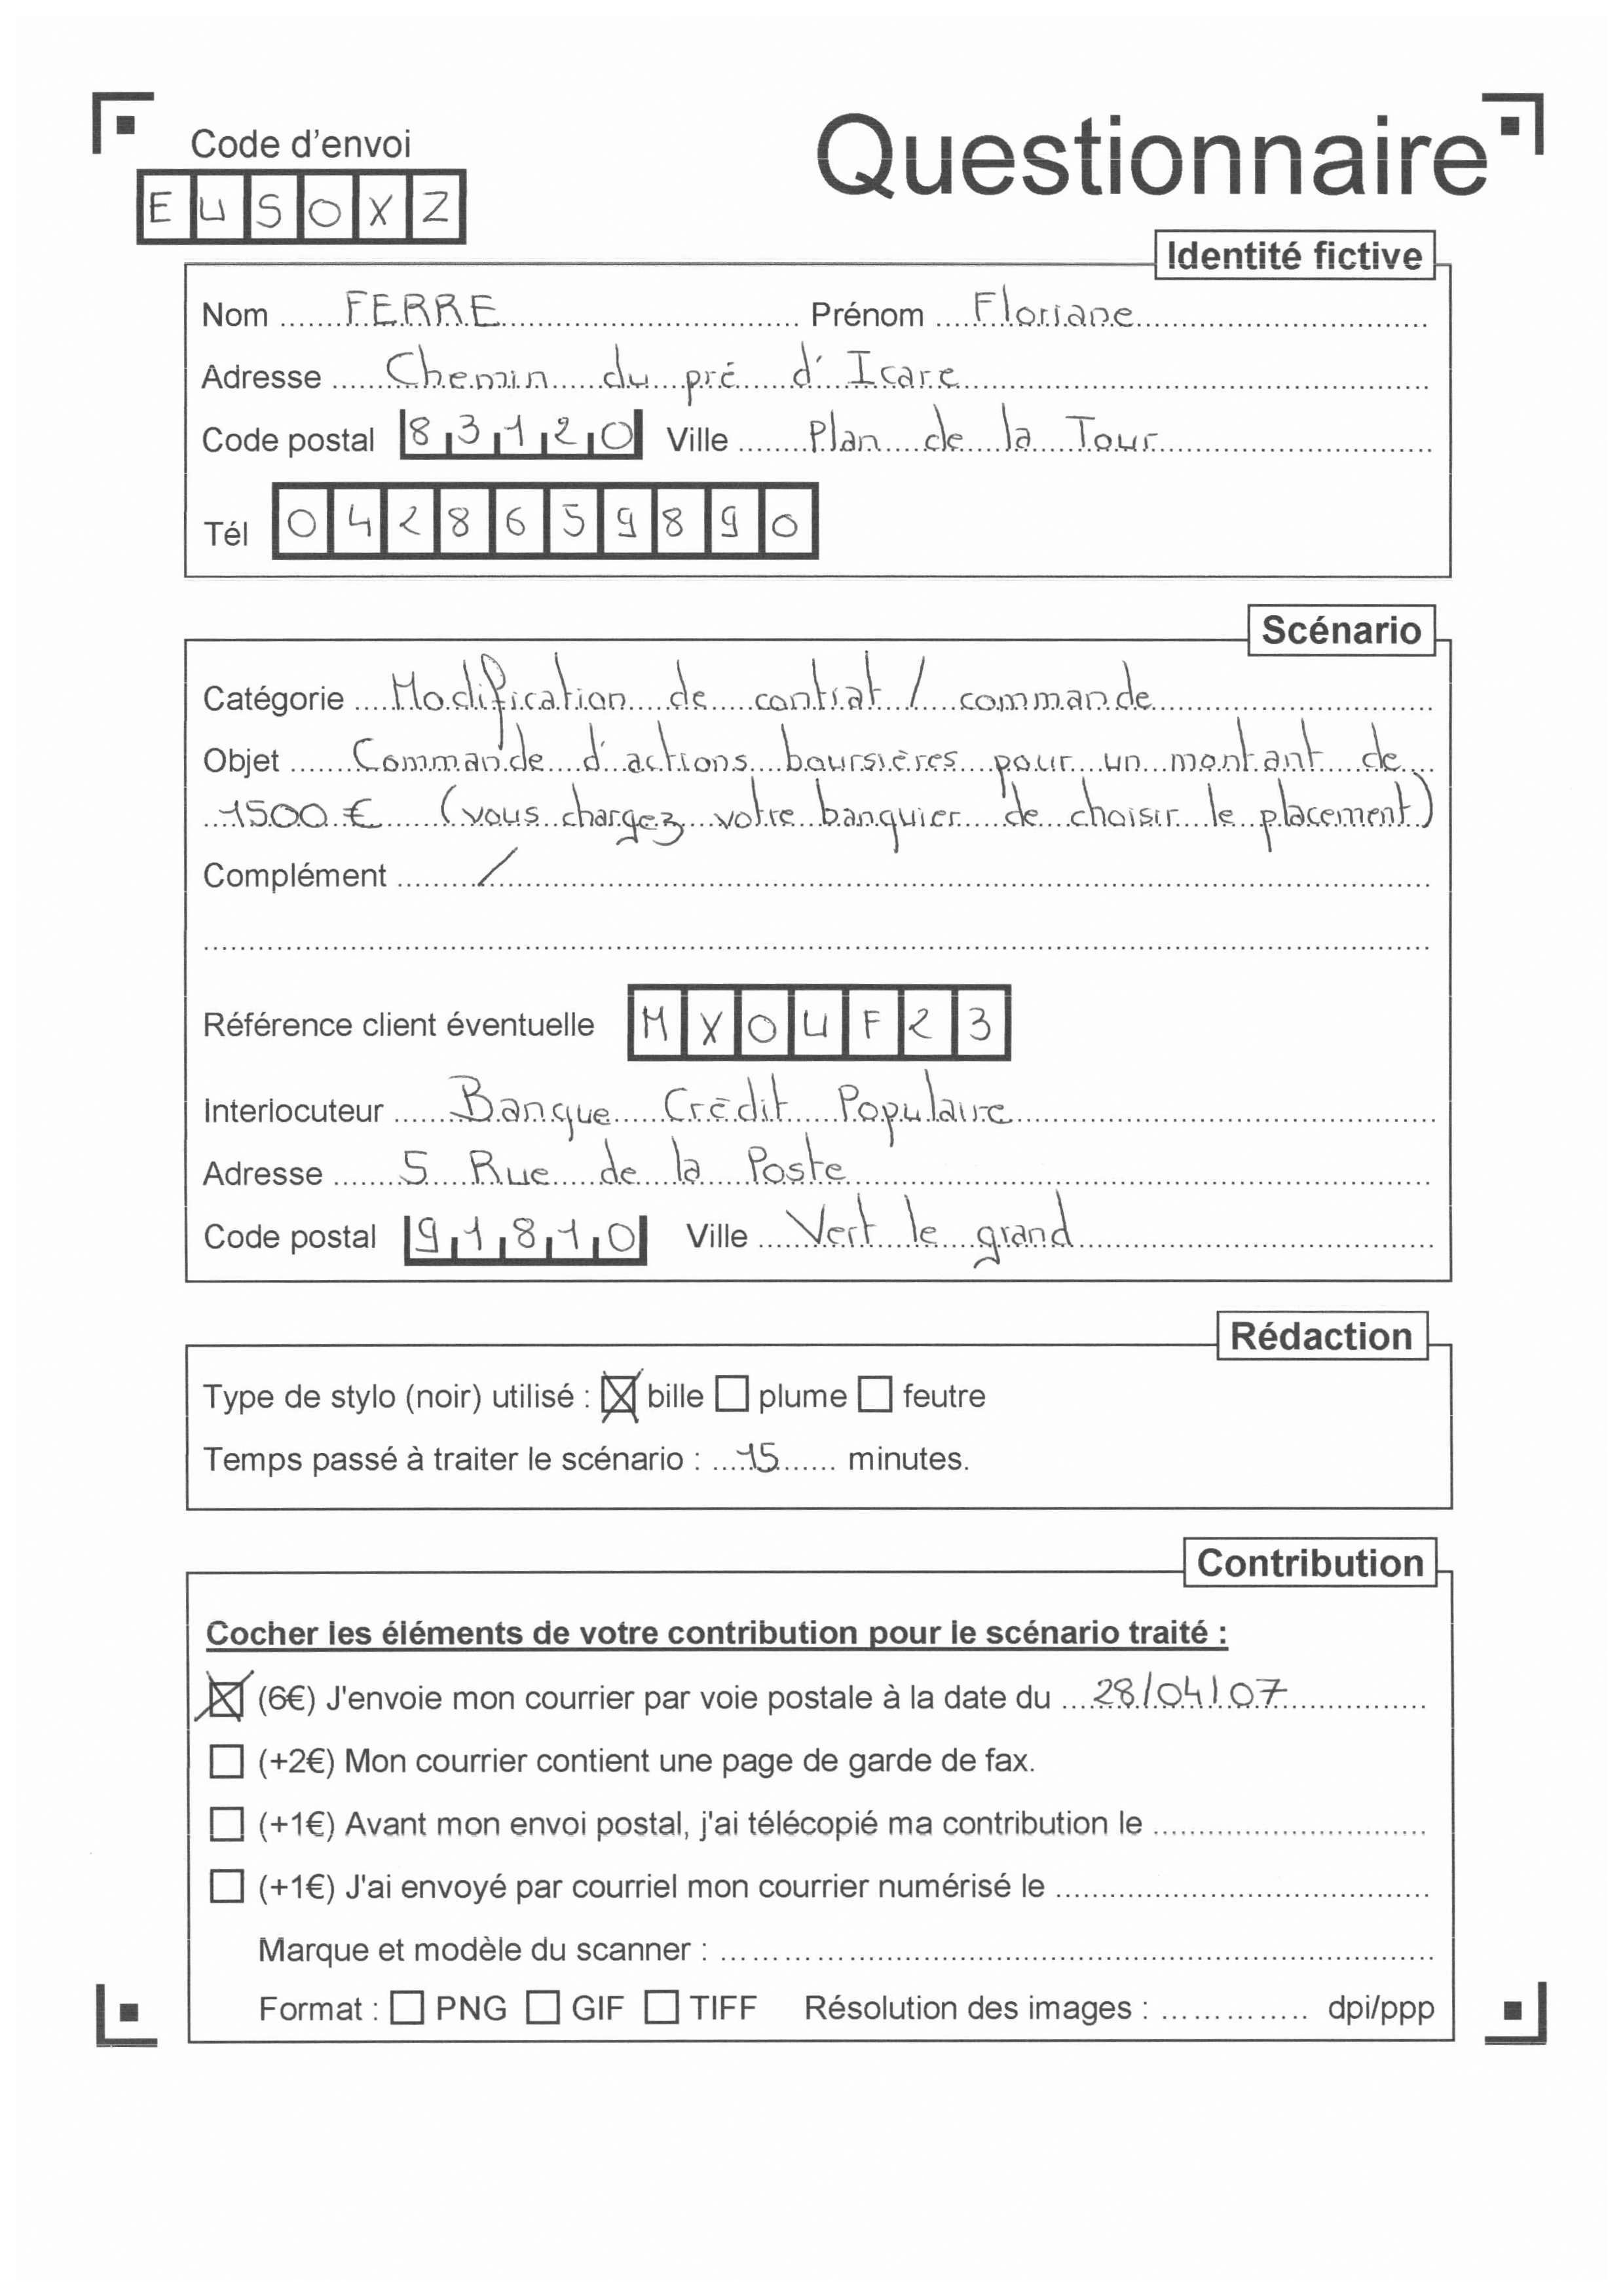 Code d'envoi
Questionnaire
E U S O X Z
Identité fictive
Nom FERRE Prénom Floriane
Adresse Chemin du pré d'Icare
Code postal 83120 Ville Plan de la Tour
Tél 0428659890
Scénario
Catégorie Modification de contrat / commande
Objet Commande d'actions boursières pour un montant de
1500 € (vous chargez votre banquier de choisir le placement)
Complément /
Référence client éventuelle M X O U F 2 3
Interlocuteur Banque Crédit Populaire
Adresse 5 Rue de la Poste
Code postal 91810 Ville Vert le grand
Rédaction
Type de stylo (noir) utilisé : ☒ bille ☐ plume ☐ feutre
Temps passé à traiter le scénario : 15 minutes.
Contribution
Cocher les éléments de votre contribution pour le scénario traité :
☒ (6€) J'envoie mon courrier par voie postale à la date du 28/04/07
☐ (+2€) Mon courrier contient une page de garde de fax.
☐ (+1€) Avant mon envoi postal, j'ai télécopié ma contribution le
☐ (+1€) J'ai envoyé par courriel mon courrier numérisé le
Marque et modèle du scanner :
Format : ☐ PNG ☐ GIF ☐ TIFF Résolution des images : dpi/ppp